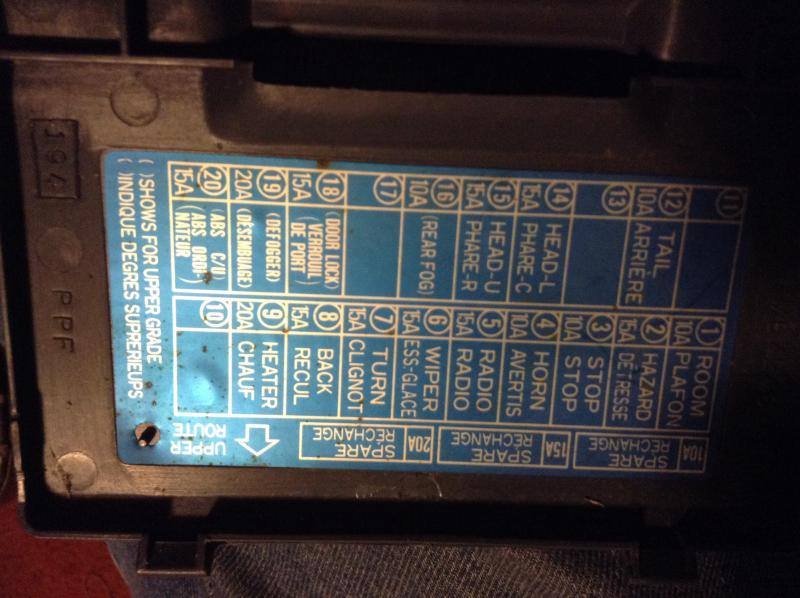 ⑪
⑫ TAIL
10A ARRIÈRE
⑬
⑭ HEAD-L
15A PHARE-C
⑮ HEAD-U
15A PHARE-R
⑯
10A (REAR FOG)
⑰
⑱ (DOOR LOCK)
15A (VERROUIL
DE PORT)
⑲ (DEFOGGER)
20A (DESENBUAGE)
⑳ (ABS C/U)
15A (ABS ORDI-
NATEUR)
① ROOM
10A PLAFON
② HAZARD
15A DETRESSE
③ STOP
10A STOP
④ HORN
10A AVERTIS
⑤ RADIO
15A RADIO
⑥ WIPER
15A ESS-GLACE
⑦ TURN
15A CLIGNOT
⑧ BACK
15A RECUL
⑨ HEATER
20A CHAUF
⑩
10A SPARE
RECHANGE
15A SPARE
RECHANGE
20A SPARE
RECHANGE
UPPER
ROUTE
( )SHOWS FOR UPPER GRADE
( )INDIQUE DEGRES SUPRERIEUPS
194
PPF